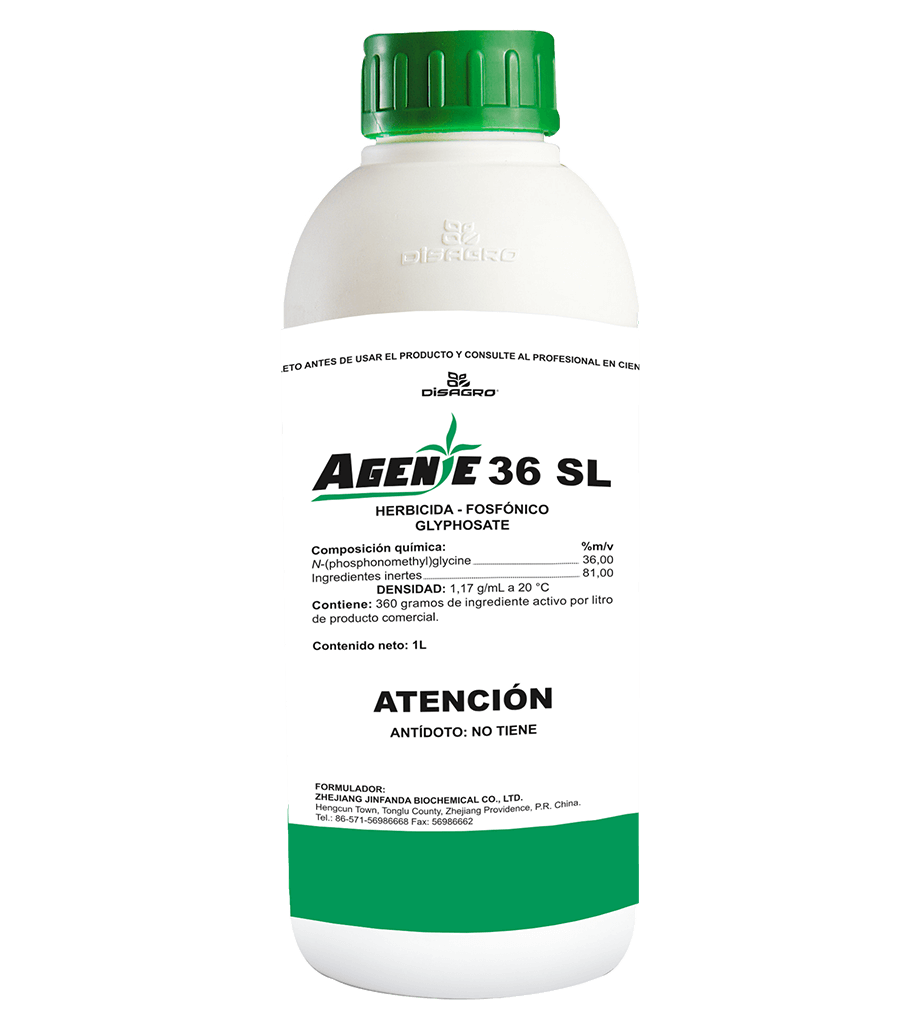 DISAGRO
.ETO ANTES DE USAR EL PRODUCTO Y CONSULTE AL PROFESIONAL EN CIEN
DISAGRO
AGENTE 36 SL
HERBICIDA - FOSFÓNICO
GLYPHOSATE
Composición química: %m/v
N-(phosphonomethyl)glycine 36,00
Ingredientes inertes 81,00
DENSIDAD: 1,17 g/mL a 20 °C
Contiene: 360 gramos de ingrediente activo por litro
de producto comercial.
Contenido neto: 1L
ATENCIÓN
ANTÍDOTO: NO TIENE
FORMULADOR:
ZHEJIANG JINFANDA BIOCHEMICAL CO., LTD.
Hengcun Town, Tonglu County, Zhejiang Providence, P.R. China.
Tel.: 86-571-56986668 Fax: 56986662